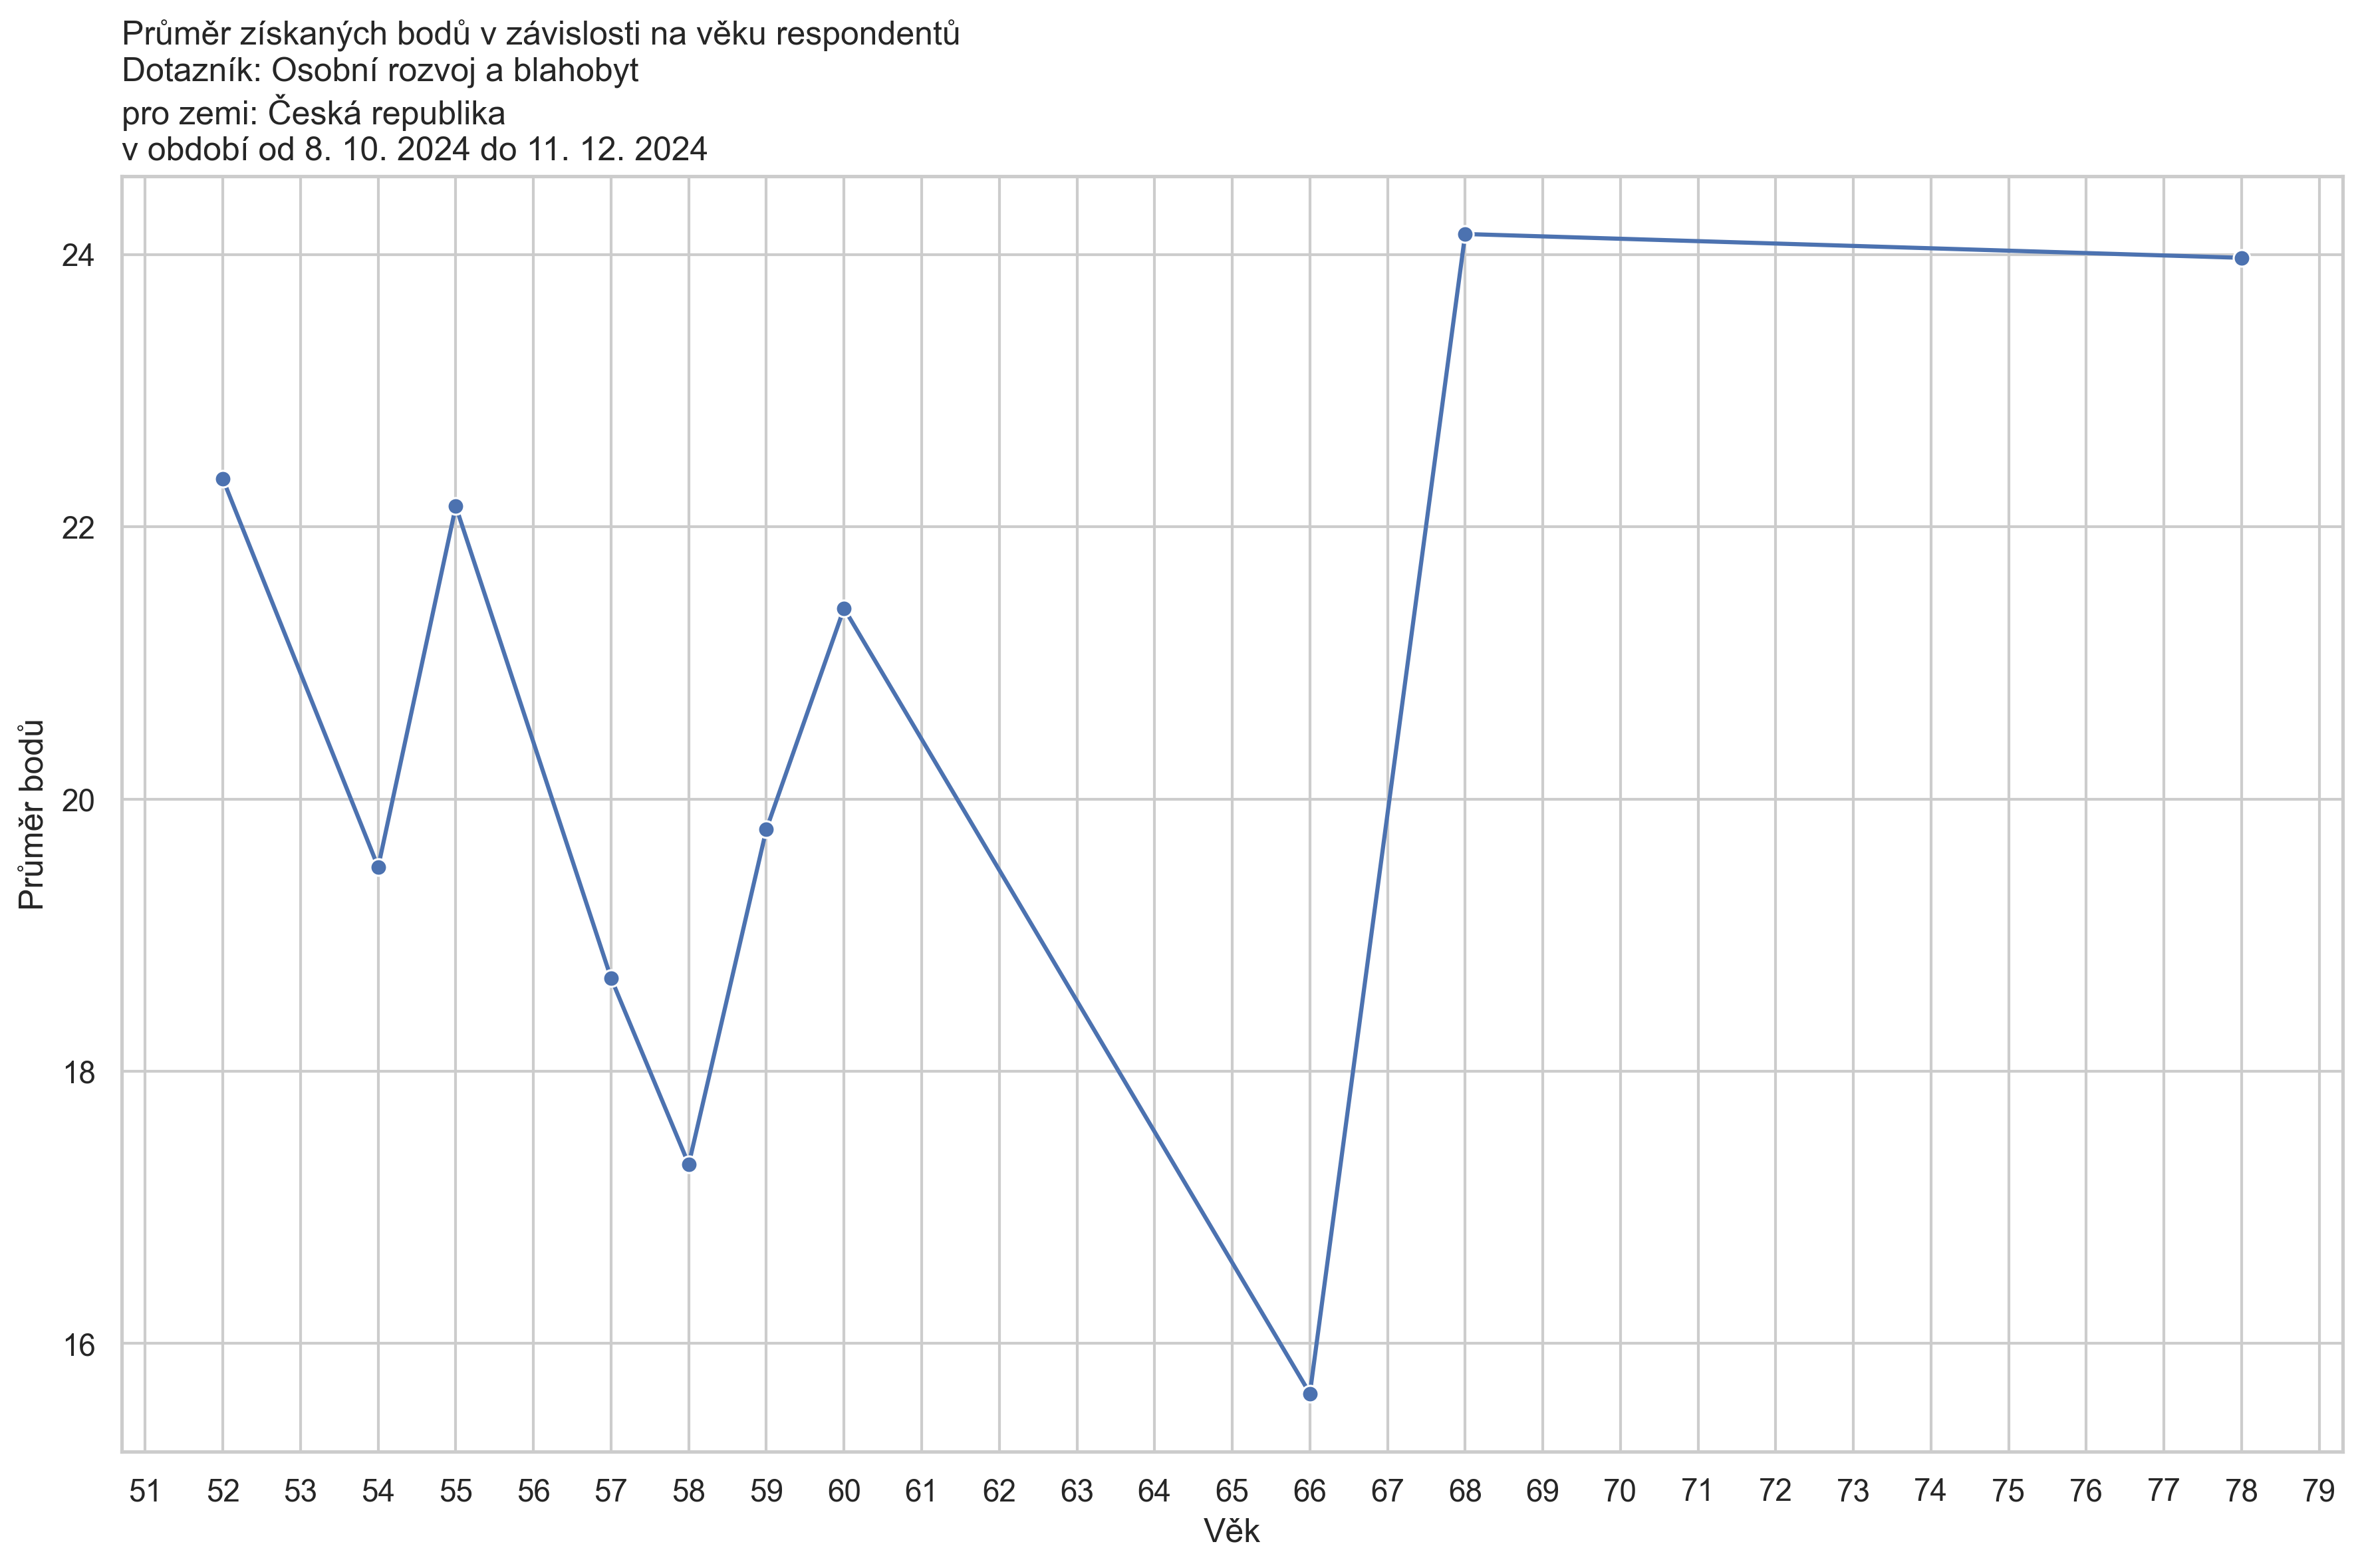 Průměr získaných bodů v závislosti na věku respondentů
Dotazník: Osobní rozvoj a blahobyt
pro zemi: Česká republika
v období od 8. 10. 2024 do 11. 12. 2024
24
22
20
18
16
Průměr bodů
51 52 53 54 55 56 57 58 59 60 61 62 63 64 65 66 67 68 69 70 71 72 73 74 75 76 77 78 79
Věk